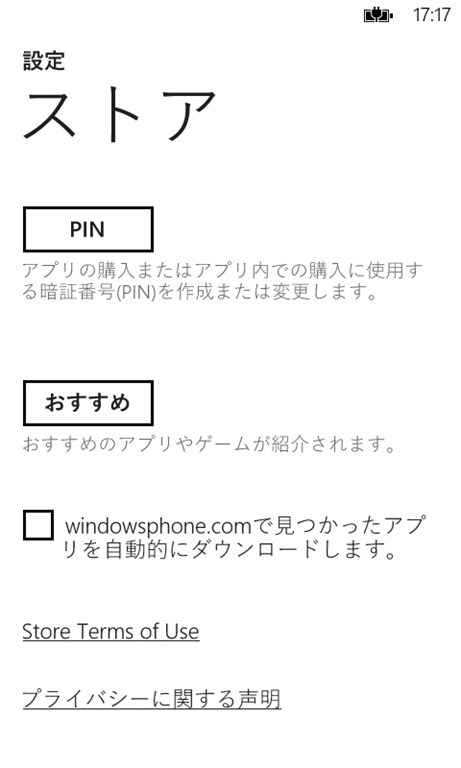 17:17
設定
ストア
PIN
アプリの購入またはアプリ内での購入に使用す
る暗証番号(PIN)を作成または変更します。
おすすめ
おすすめのアプリやゲームが紹介されます。
windowsphone.comで見つかったアプ
リを自動的にダウンロードします。
Store Terms of Use
プライバシーに関する声明